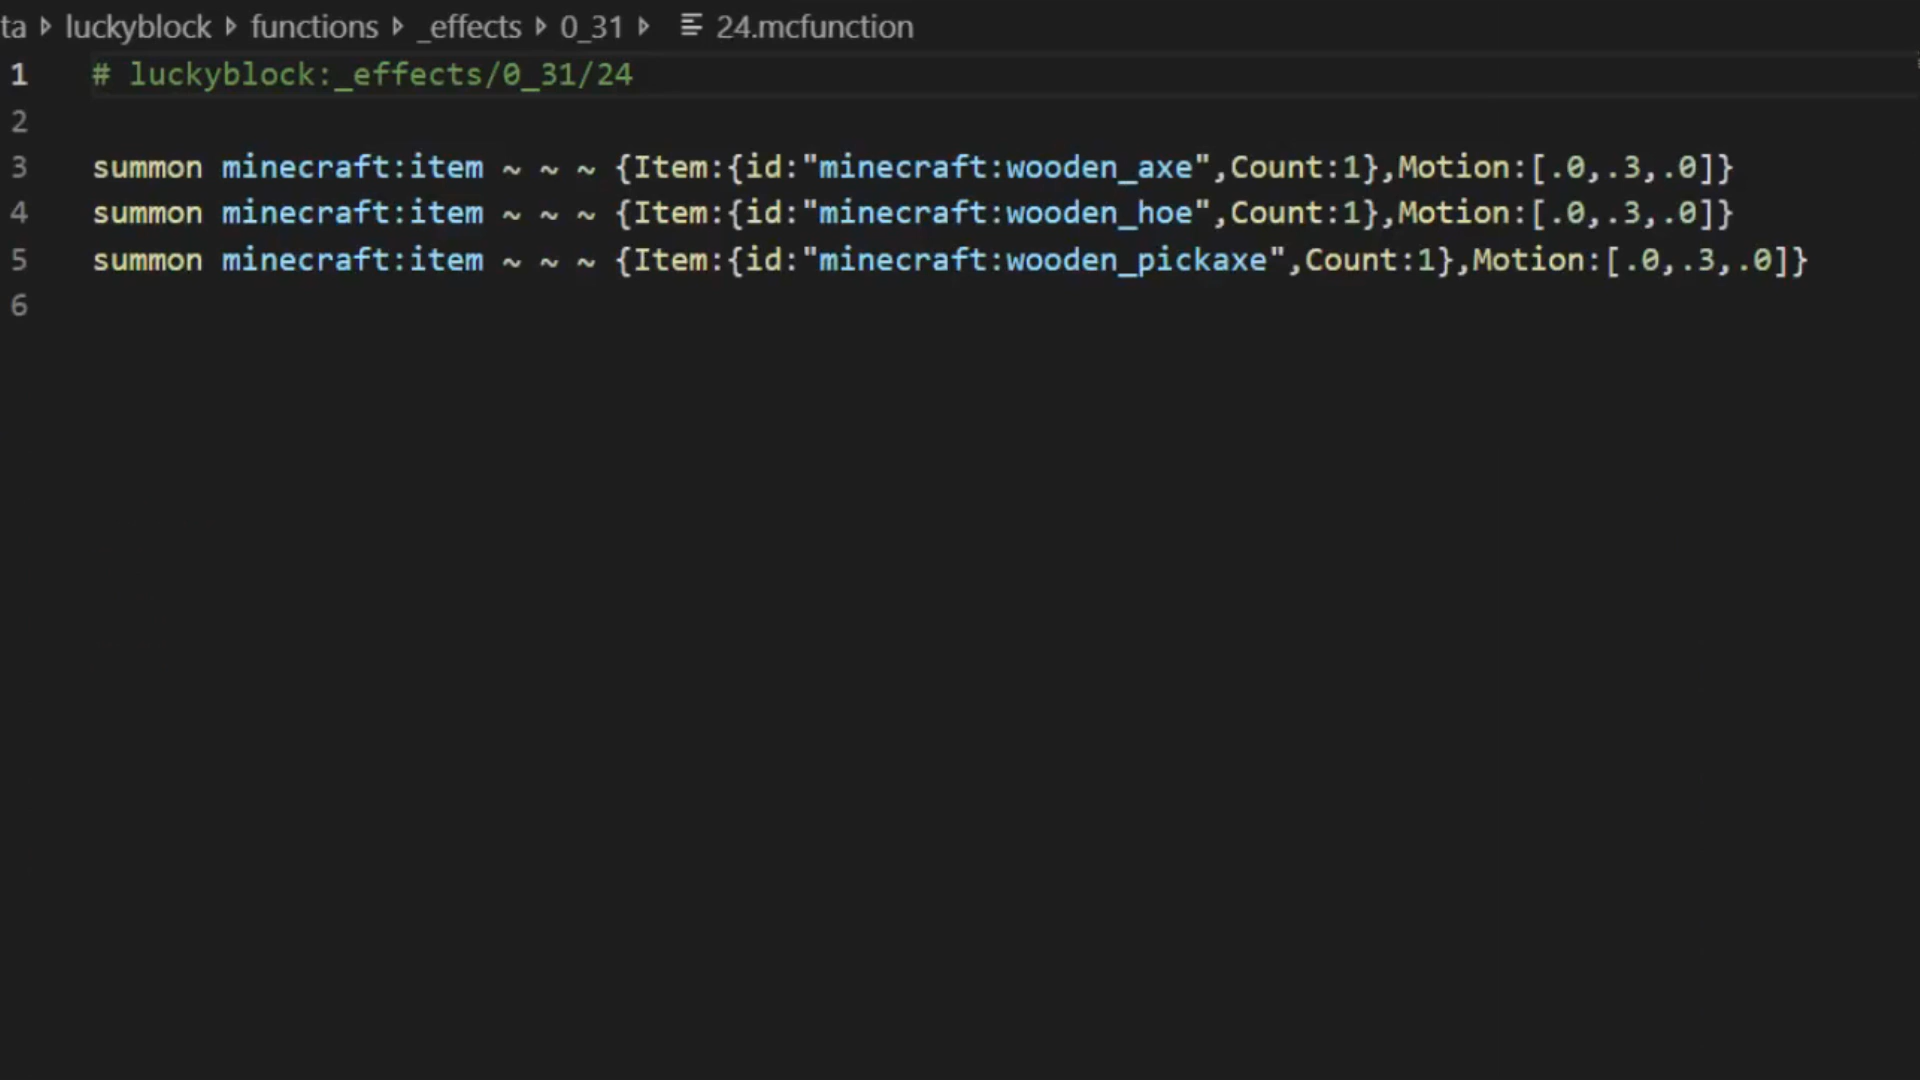 ta luckyblock functions _effects 0_31 24.mcfunction
1 # luckyblock:_effects/0_31/24
2
3 summon minecraft:item ~ ~ ~ {Item:{id:"minecraft:wooden_axe",Count:1},Motion:[.0,.3,.0]}
4 summon minecraft:item ~ ~ ~ {Item:{id:"minecraft:wooden_hoe",Count:1},Motion:[.0,.3,.0]}
5 summon minecraft:item ~ ~ ~ {Item:{id:"minecraft:wooden_pickaxe",Count:1},Motion:[.0,.3,.0]}
6